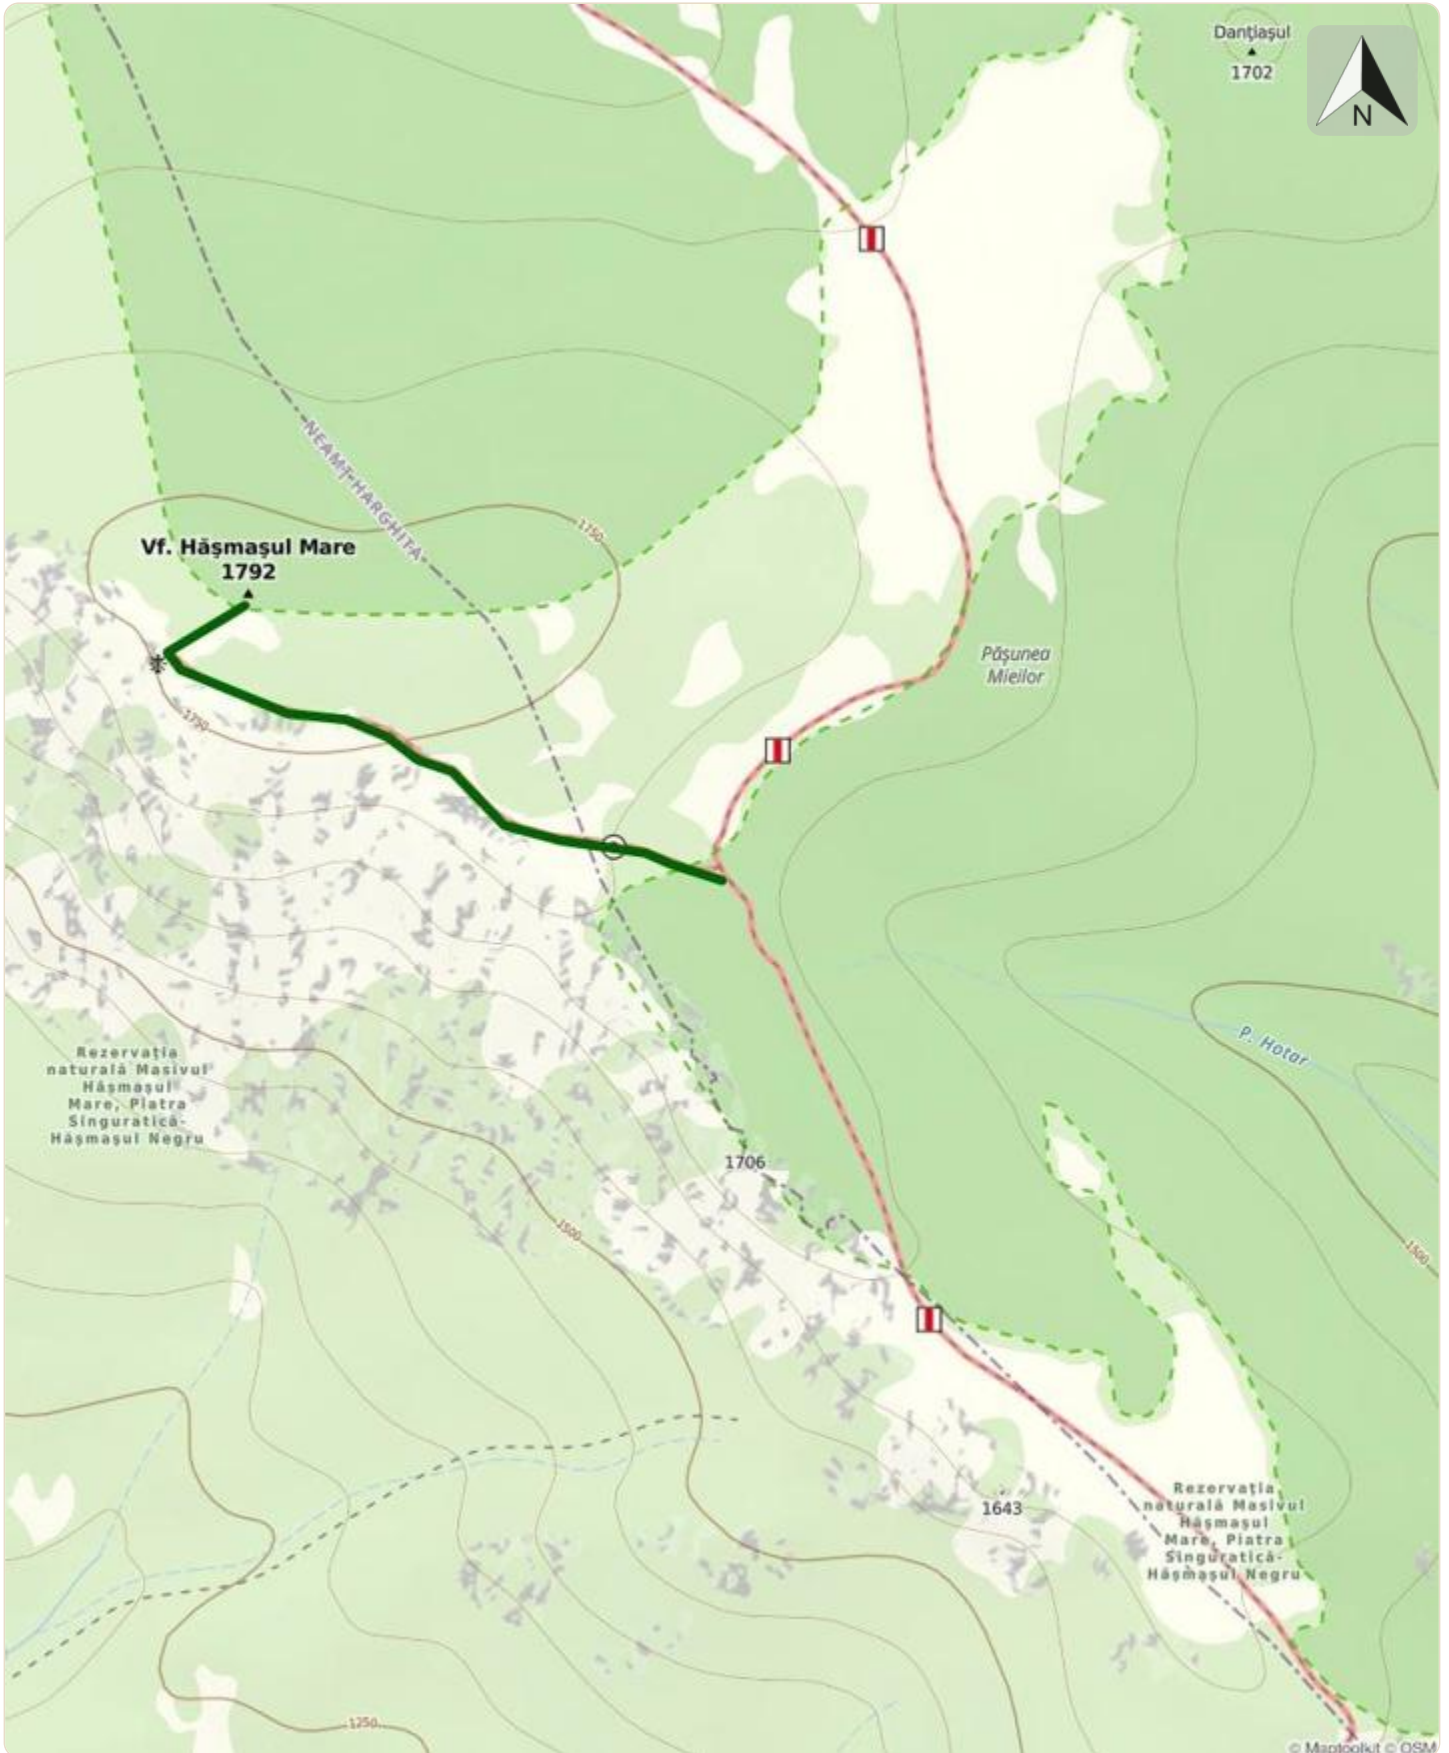 Danțiașul
1702
N
NEAMȚ-HARGHITA
1750
Vf. Hășmașul Mare
1792
Pășunea
Mieilor
1750
P. Hotar
Rezervația
naturală Masivul
Hășmașul
Mare, Piatra
Singuratică-
Hășmașul Negru
1706
1500
1500
1643
Rezervația
naturală Masivul
Hășmașul
Mare, Piatra
Singuratică-
Hășmașul Negru
1250
© Maptoolkit © OSM